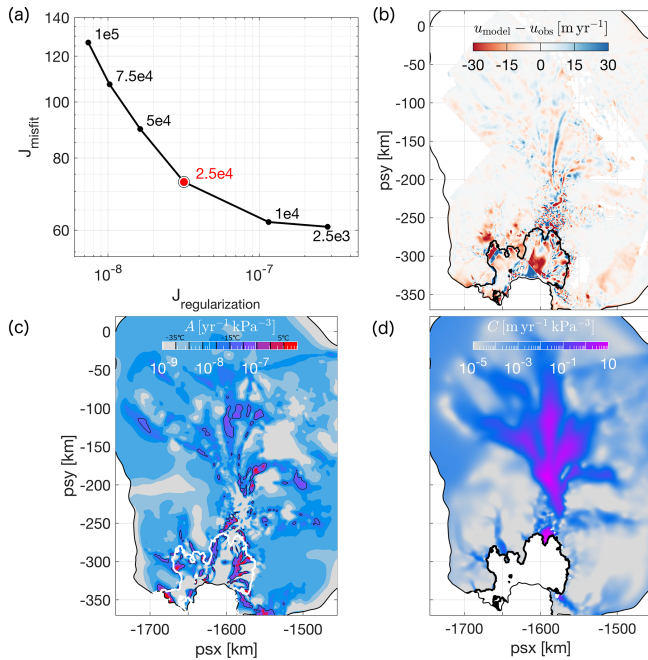 (a)
140
120
100
80
60
J_misfit
1e5
7.5e4
5e4
2.5e4
1e4
2.5e3
10⁻⁸
10⁻⁷
J_regularization
(b)
u_model − u_obs [m yr⁻¹]
-30 -15 0 15 30
0
-50
-100
-150
-200
-250
-300
-350
psy [km]
(c)
A [yr⁻¹ kPa⁻³]
-35℃ -15℃ 5℃
10⁻⁹ 10⁻⁸ 10⁻⁷
0
-50
-100
-150
-200
-250
-300
-350
psy [km]
-1700 -1600 -1500
psx [km]
(d)
C [m yr⁻¹ kPa⁻³]
10⁻⁵ 10⁻³ 10⁻¹ 10
-1700 -1600 -1500
psx [km]